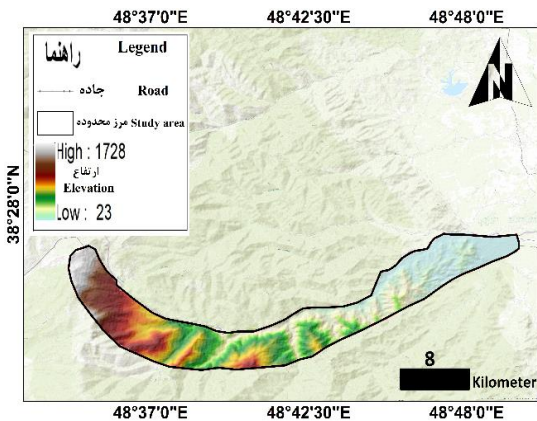 48°37'0"E 48°42'30"E 48°48'0"E
راهنما Legend
جاده Road
مرز محدوده Study area
High : 1728
ارتفاع
Elevation
Low : 23
N
38°28'0"N
8
Kilometer
48°37'0"E 48°42'30"E 48°48'0"E